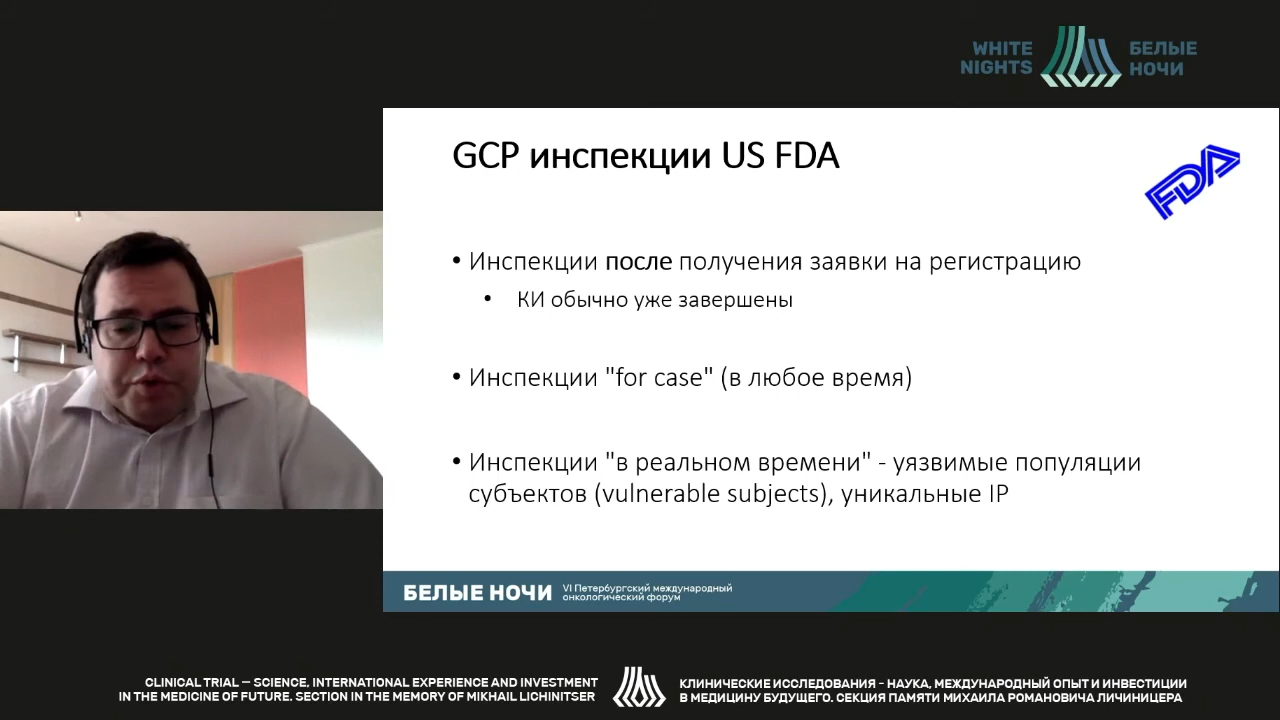 WHITE
NIGHTS
БЕЛЫЕ
НОЧИ
GCP инспекции US FDA
FDA
• Инспекции после получения заявки на регистрацию
• КИ обычно уже завершены
• Инспекции "for case" (в любое время)
• Инспекции "в реальном времени" - уязвимые популяции
субъектов (vulnerable subjects), уникальные IP
БЕЛЫЕ НОЧИ
VI Петербургский международный
онкологический форум
CLINICAL TRIAL – SCIENCE, INTERNATIONAL EXPERIENCE AND INVESTMENT
IN THE MEDICINE OF FUTURE. SECTION IN THE MEMORY OF MIKHAIL LICHINITSER
КЛИНИЧЕСКИЕ ИССЛЕДОВАНИЯ - НАУКА, МЕЖДУНАРОДНЫЙ ОПЫТ И ИНВЕСТИЦИИ
В МЕДИЦИНУ БУДУЩЕГО. СЕКЦИЯ ПАМЯТИ МИХАИЛА РОМАНОВИЧА ЛИЧИНИЦЕРА